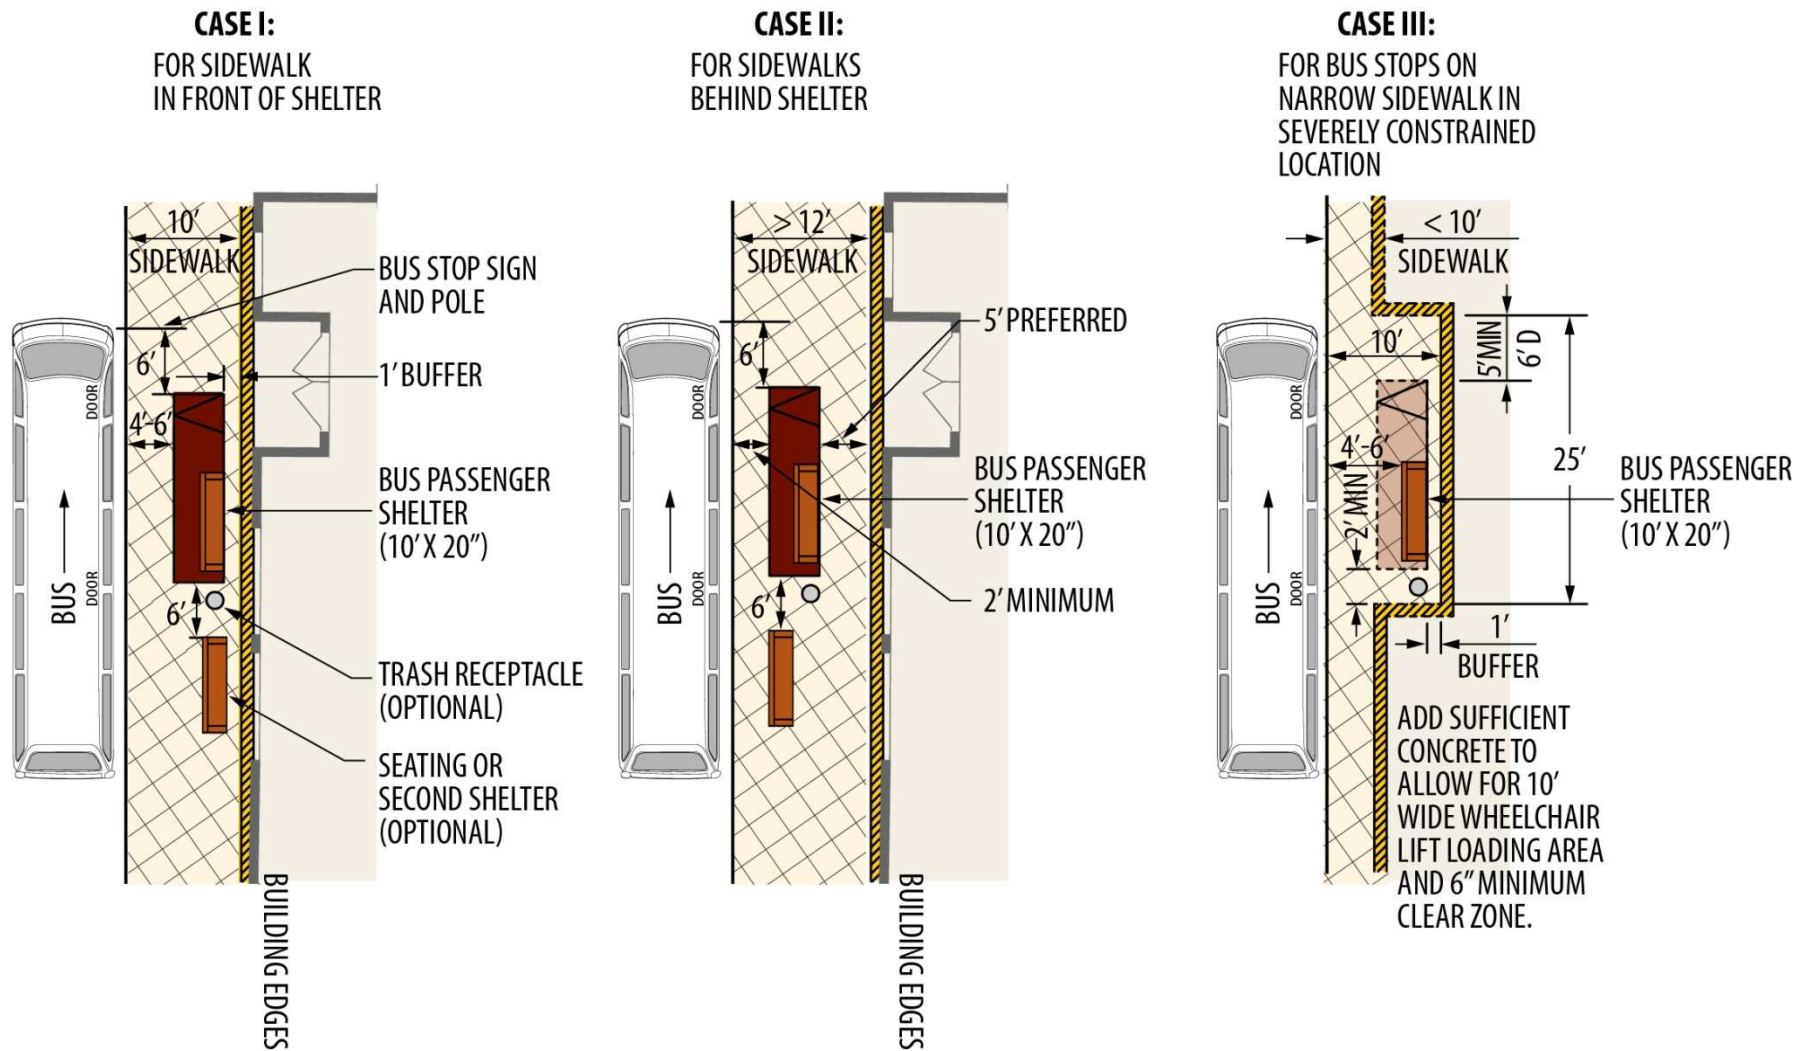 CASE I:
FOR SIDEWALK
IN FRONT OF SHELTER
10’
SIDEWALK
BUS STOP SIGN
AND POLE
6’
1’ BUFFER
DOOR
4’-6’
BUS PASSENGER
SHELTER
(10’ X 20”)
BUS
DOOR
6’
TRASH RECEPTACLE
(OPTIONAL)
SEATING OR
SECOND SHELTER
(OPTIONAL)
BUILDING EDGES
CASE II:
FOR SIDEWALKS
BEHIND SHELTER
> 12’
SIDEWALK
5’ PREFERRED
6’
DOOR
BUS PASSENGER
SHELTER
(10’ X 20”)
BUS
DOOR
6’
2’ MINIMUM
BUILDING EDGES
CASE III:
FOR BUS STOPS ON
NARROW SIDEWALK IN
SEVERELY CONSTRAINED
LOCATION
< 10’
SIDEWALK
10’
5’MIN
6’ D
DOOR
4’-6’
25’
2’ MIN
BUS PASSENGER
SHELTER
(10’ X 20”)
BUS
DOOR
1’
BUFFER
ADD SUFFICIENT
CONCRETE TO
ALLOW FOR 10’
WIDE WHEELCHAIR
LIFT LOADING AREA
AND 6” MINIMUM
CLEAR ZONE.